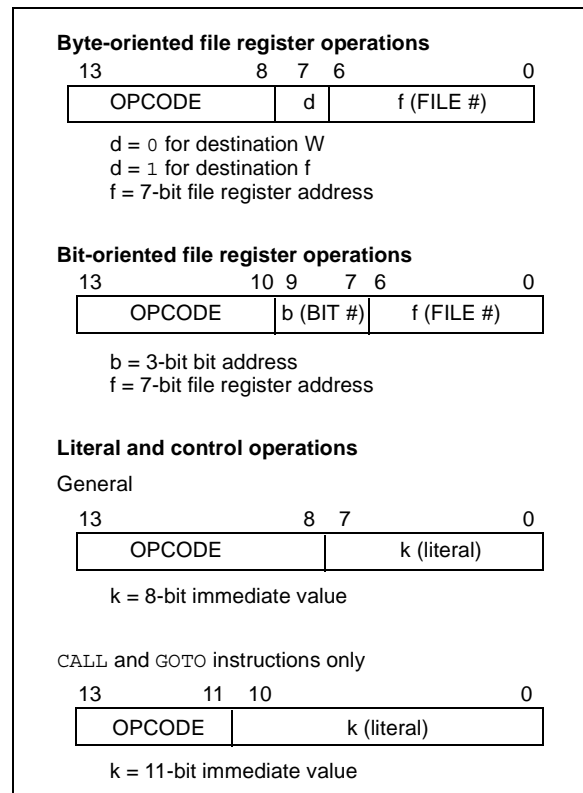 Byte-oriented file register operations
13 8 7 6 0
OPCODE d f (FILE #)
d = 0 for destination W
d = 1 for destination f
f = 7-bit file register address
Bit-oriented file register operations
13 10 9 7 6 0
OPCODE b (BIT #) f (FILE #)
b = 3-bit bit address
f = 7-bit file register address
Literal and control operations
General
13 8 7 0
OPCODE k (literal)
k = 8-bit immediate value
CALL and GOTO instructions only
13 11 10 0
OPCODE k (literal)
k = 11-bit immediate value